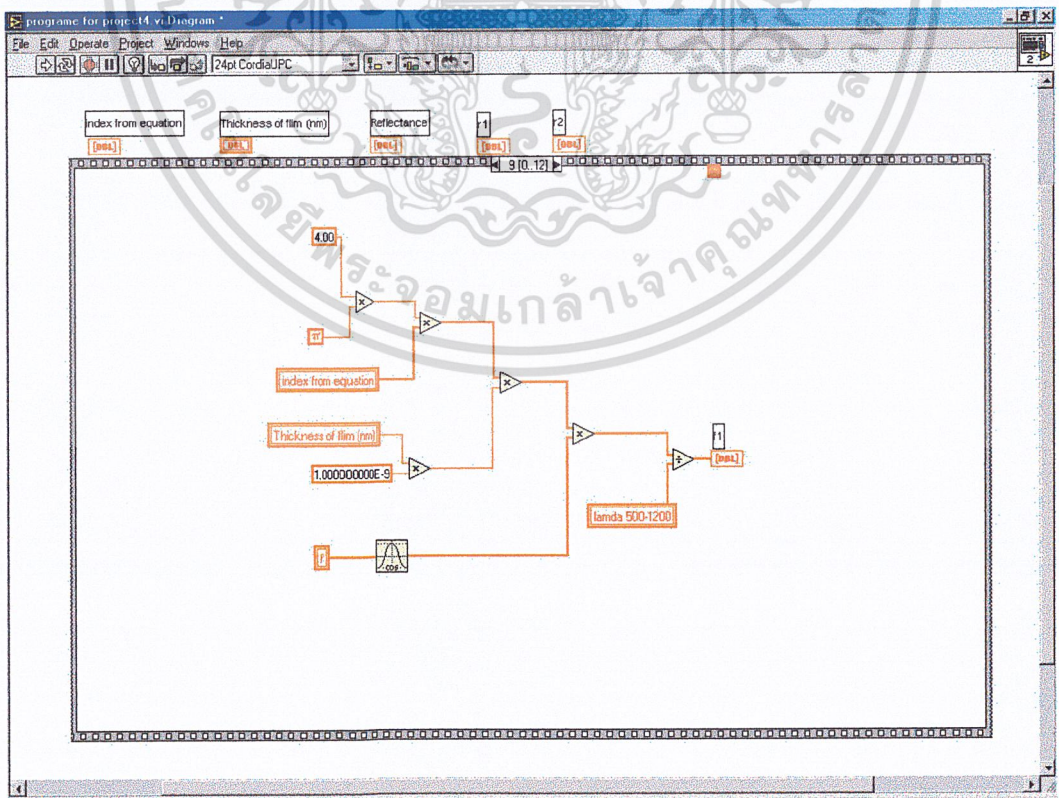 programe for project4.vi Diagram *
File Edit Operate Project Windows Help
24pt CordiaUPC
2
index from equation
Thickness of flim (nm)
Reflectance
r1
r2
[DBL]
[DBL]
[DBL]
[DBL]
[DBL]
9 [0..12]
4.00
π
index from equation
Thickness of flim (nm)
1.000000000E-9
[DBL]
lamda 500-1200
cos
พระจอมเกล้าเจ้าคุณทหาร